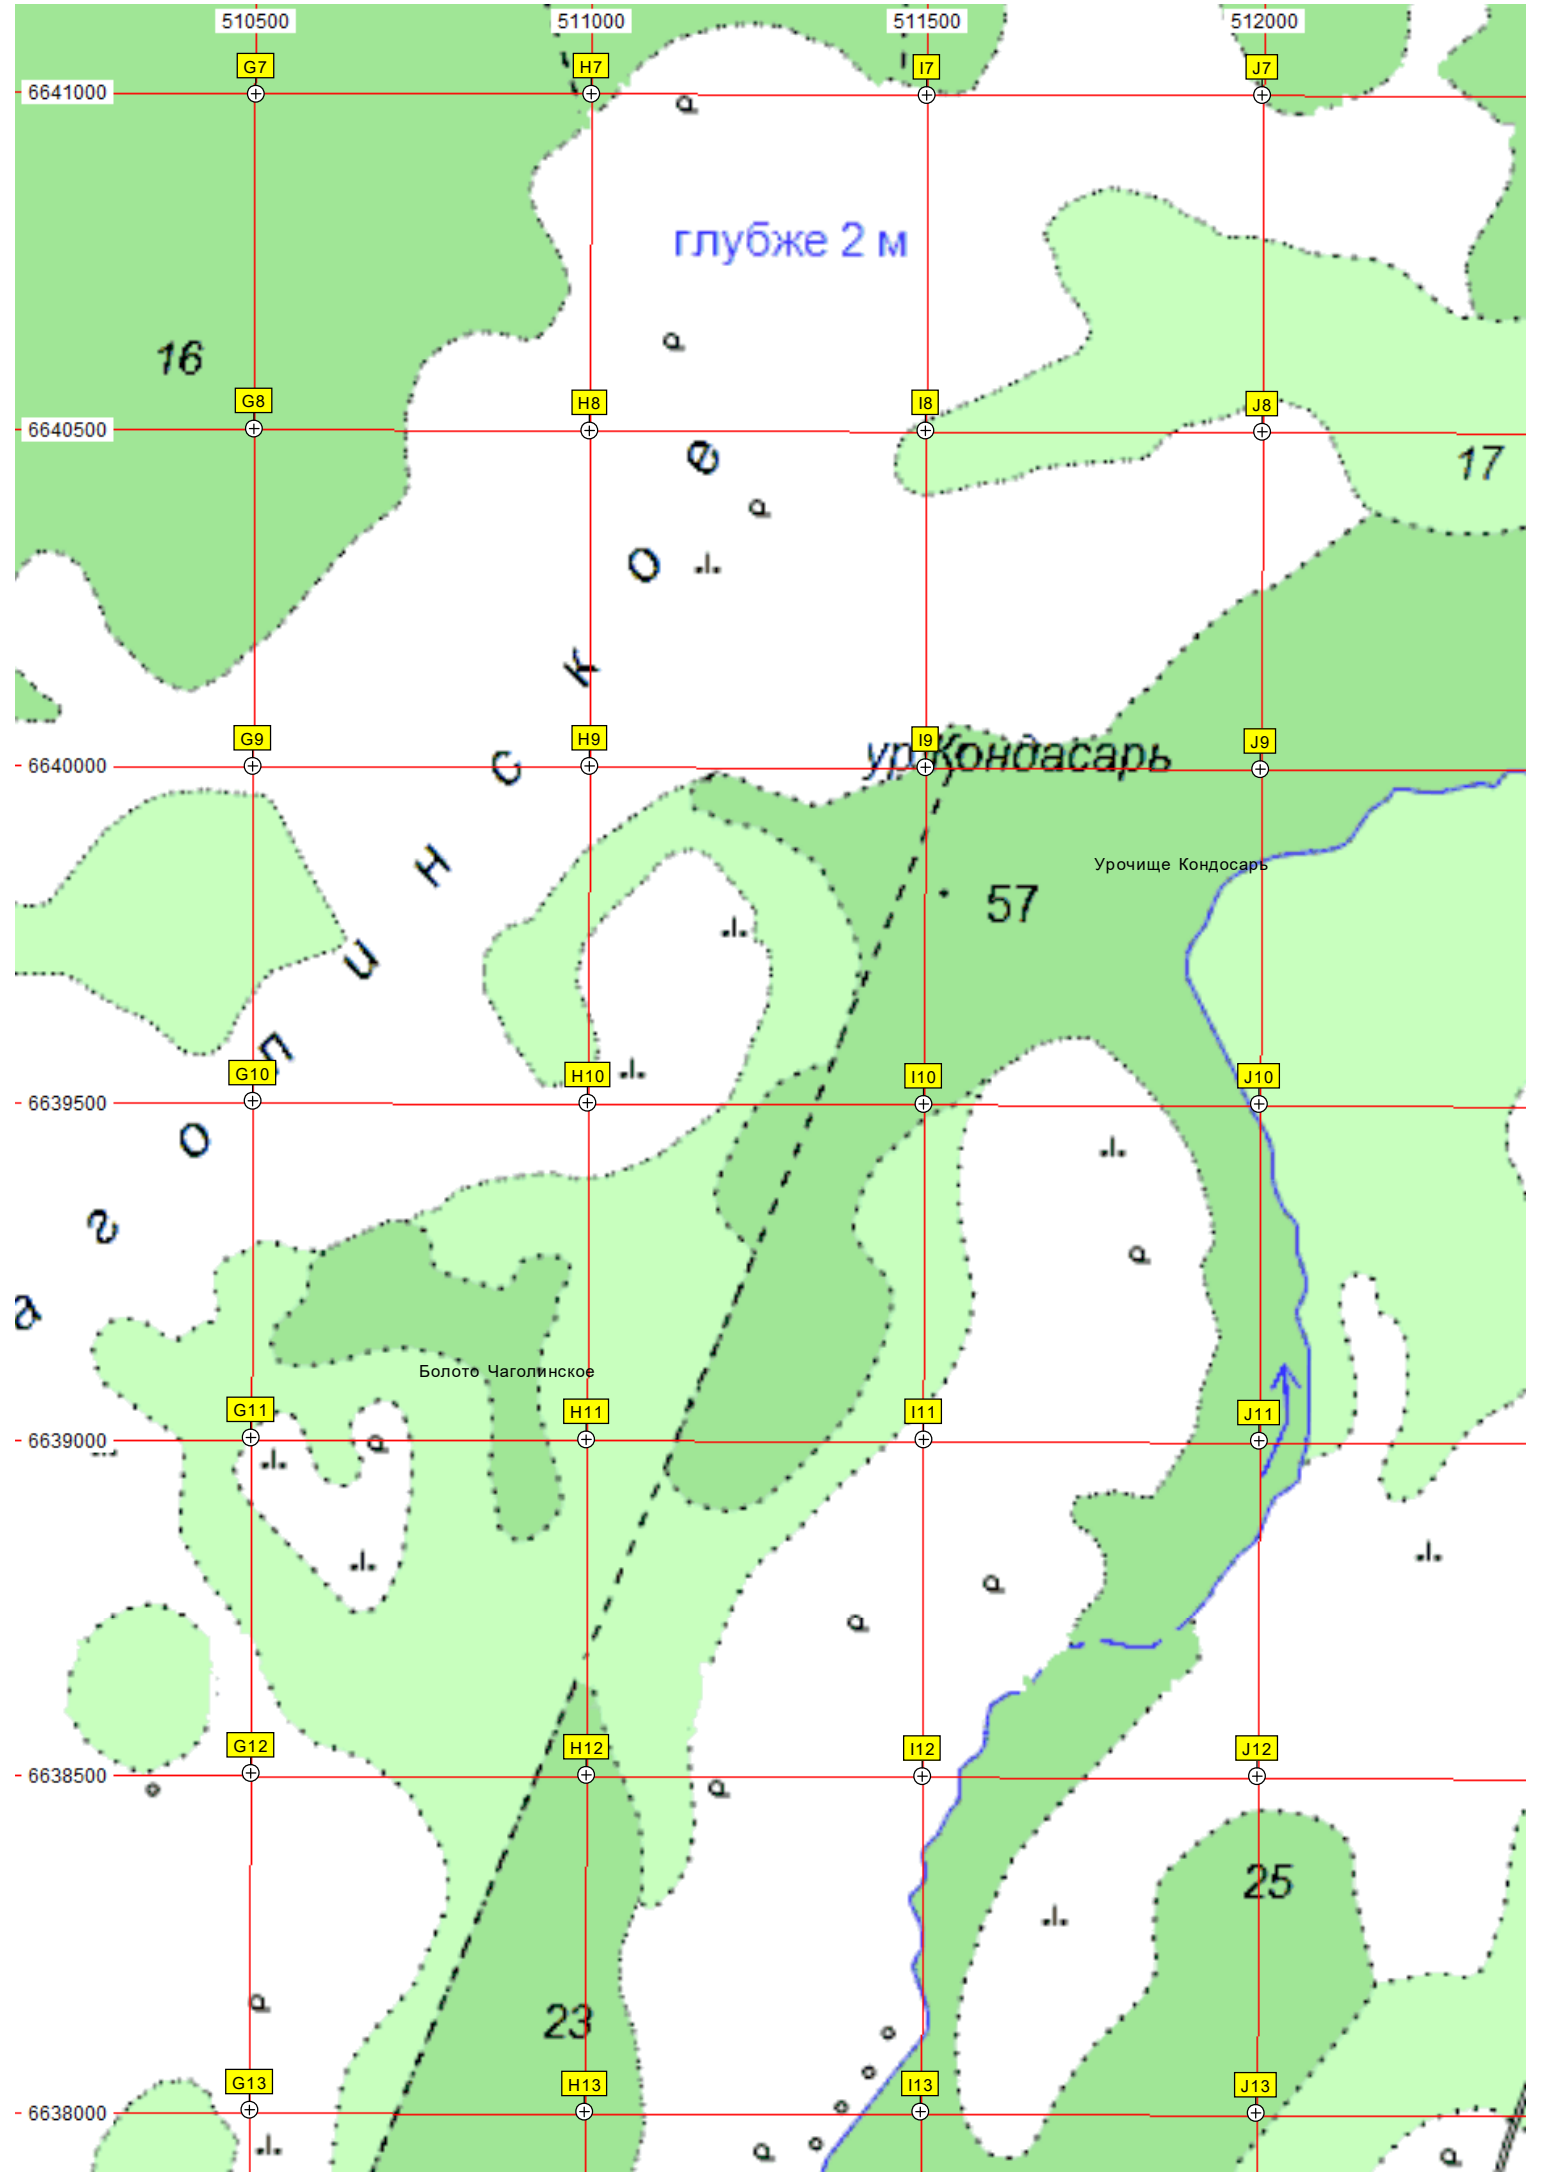 510500 511000 511500 512000
G7 H7 I7 J7
6641000
глубже 2 м
16
G8 H8 I8 J8
6640500
е
17
о
к
G9 H9 I9 J9
ур. Кондасарь
6640000
с
н
Урочище Кондосарь
57
и
п
G10 H10 I10 J10
6639500
о
г
а
Болото Чаголинское
G11 H11 I11 J11
6639000
G12 H12 I12 J12
6638500
25
23
G13 H13 I13 J13
6638000